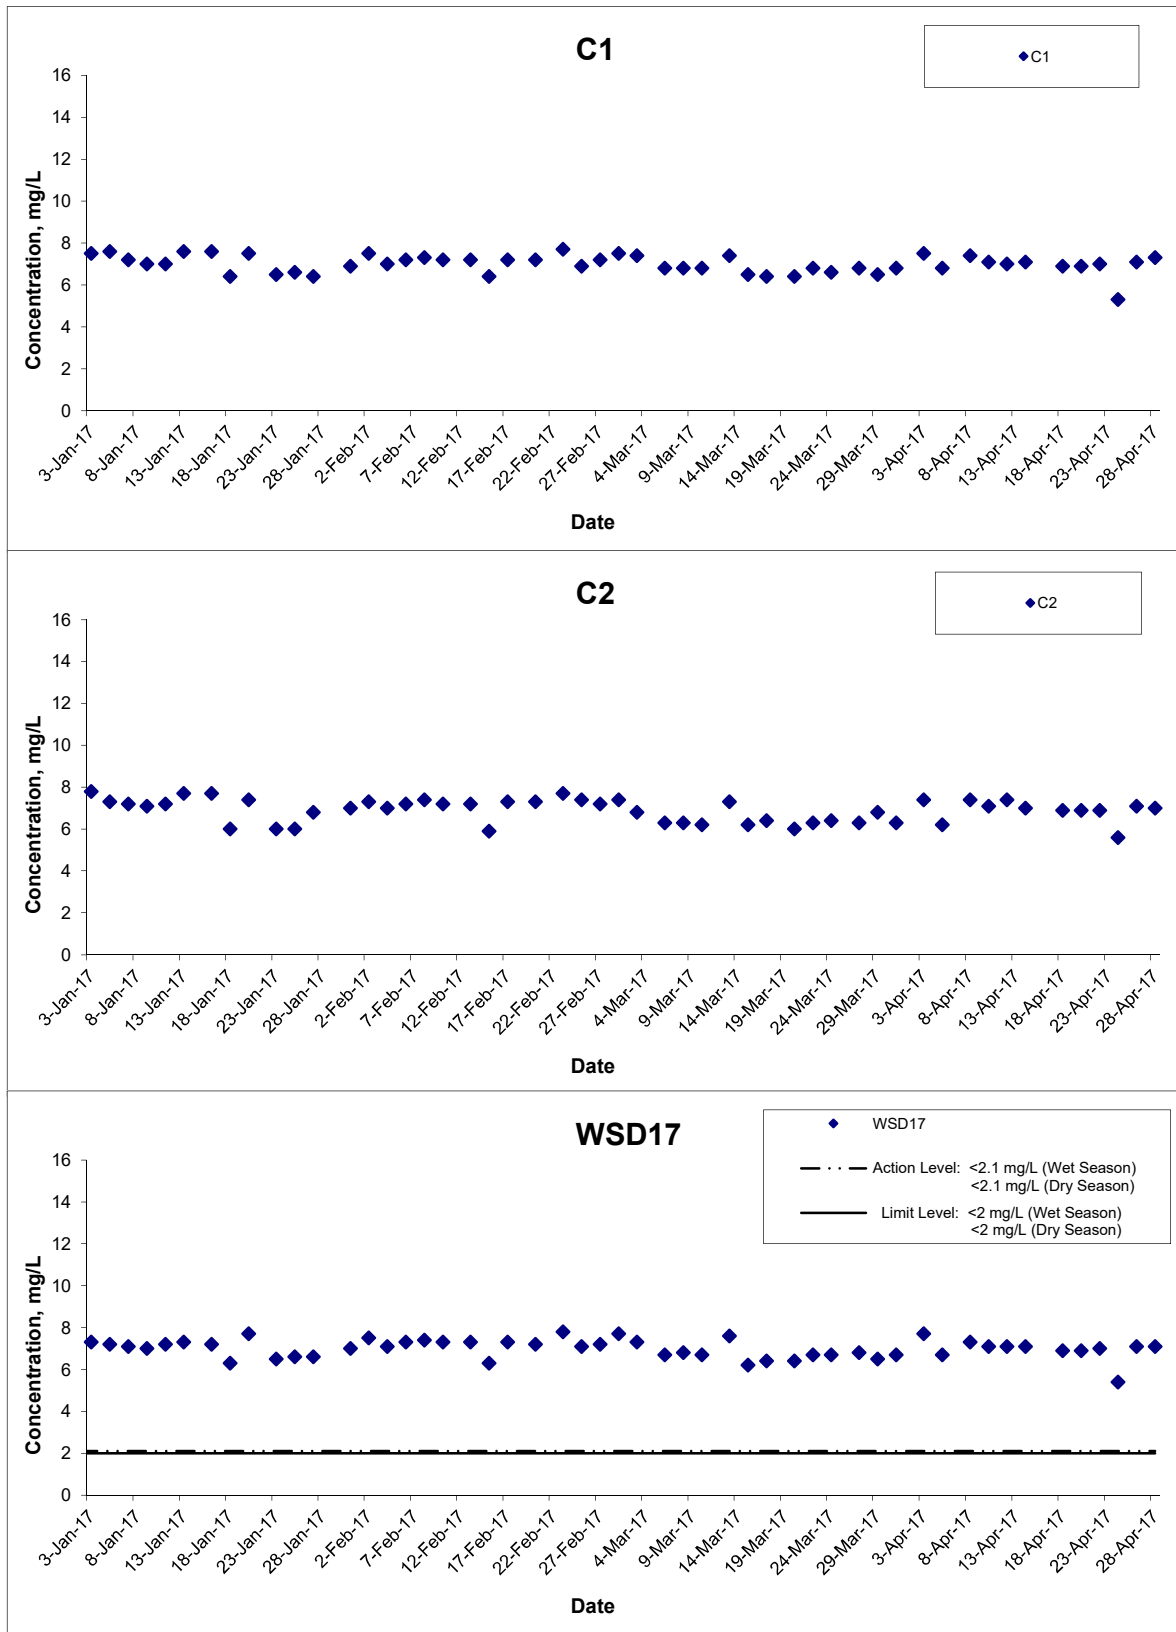 C1
C1
16
14
12
10
8
6
4
2
0
Concentration, mg/L
3-Jan-17
8-Jan-17
13-Jan-17
18-Jan-17
23-Jan-17
28-Jan-17
2-Feb-17
7-Feb-17
12-Feb-17
17-Feb-17
22-Feb-17
27-Feb-17
4-Mar-17
9-Mar-17
14-Mar-17
19-Mar-17
24-Mar-17
29-Mar-17
3-Apr-17
8-Apr-17
13-Apr-17
18-Apr-17
23-Apr-17
28-Apr-17
Date
C2
C2
16
14
12
10
8
6
4
2
0
Concentration, mg/L
3-Jan-17
8-Jan-17
13-Jan-17
18-Jan-17
23-Jan-17
28-Jan-17
2-Feb-17
7-Feb-17
12-Feb-17
17-Feb-17
22-Feb-17
27-Feb-17
4-Mar-17
9-Mar-17
14-Mar-17
19-Mar-17
24-Mar-17
29-Mar-17
3-Apr-17
8-Apr-17
13-Apr-17
18-Apr-17
23-Apr-17
28-Apr-17
Date
WSD17
WSD17
Action Level: <2.1 mg/L (Wet Season)
<2.1 mg/L (Dry Season)
Limit Level: <2 mg/L (Wet Season)
<2 mg/L (Dry Season)
16
14
12
10
8
6
4
2
0
Concentration, mg/L
3-Jan-17
8-Jan-17
13-Jan-17
18-Jan-17
23-Jan-17
28-Jan-17
2-Feb-17
7-Feb-17
12-Feb-17
17-Feb-17
22-Feb-17
27-Feb-17
4-Mar-17
9-Mar-17
14-Mar-17
19-Mar-17
24-Mar-17
29-Mar-17
3-Apr-17
8-Apr-17
13-Apr-17
18-Apr-17
23-Apr-17
28-Apr-17
Date